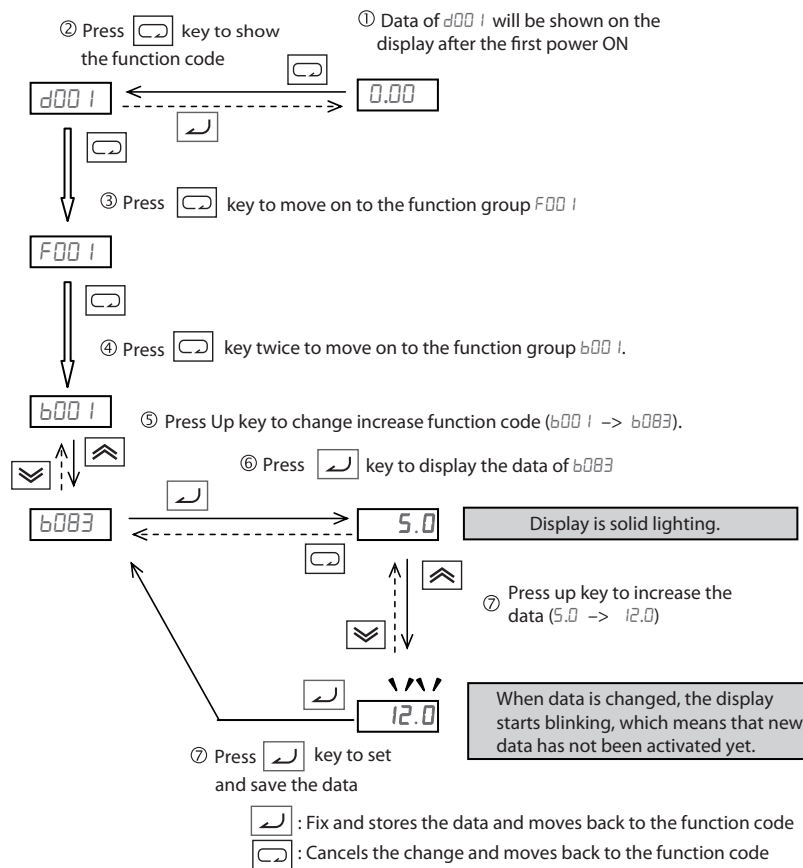 ② Press key to show
the function code
① Data of d001 will be shown on the
display after the first power ON
d001
0.00
③ Press key to move on to the function group F001
F001
④ Press key twice to move on to the function group b001.
b001
⑤ Press Up key to change increase function code (b001 –> b083).
⑥ Press key to display the data of b083
b083
5.0
Display is solid lighting.
⑦ Press up key to increase the
data (5.0 –> 12.0)
12.0
When data is changed, the display
starts blinking, which means that new
data has not been activated yet.
⑦ Press key to set
and save the data
: Fix and stores the data and moves back to the function code
: Cancels the change and moves back to the function code